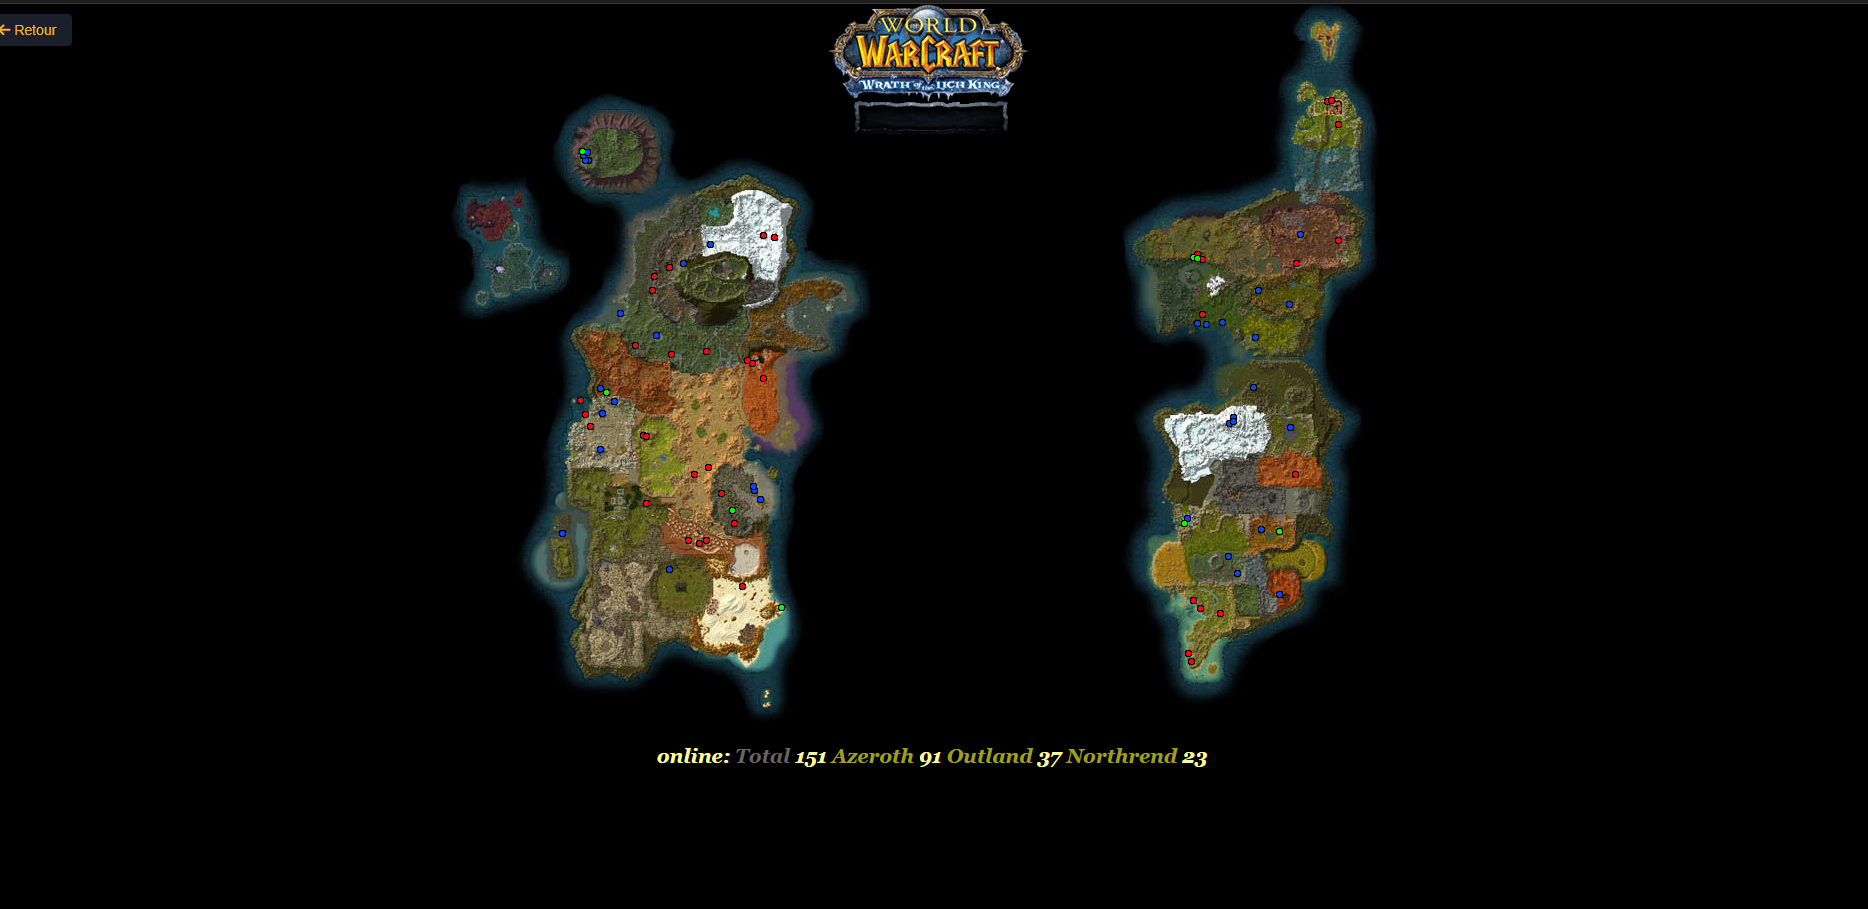 ← Retour
WORLD
WARCRAFT
WRATH of the LICH KING
online: Total 151 Azeroth 91 Outland 37 Northrend 23